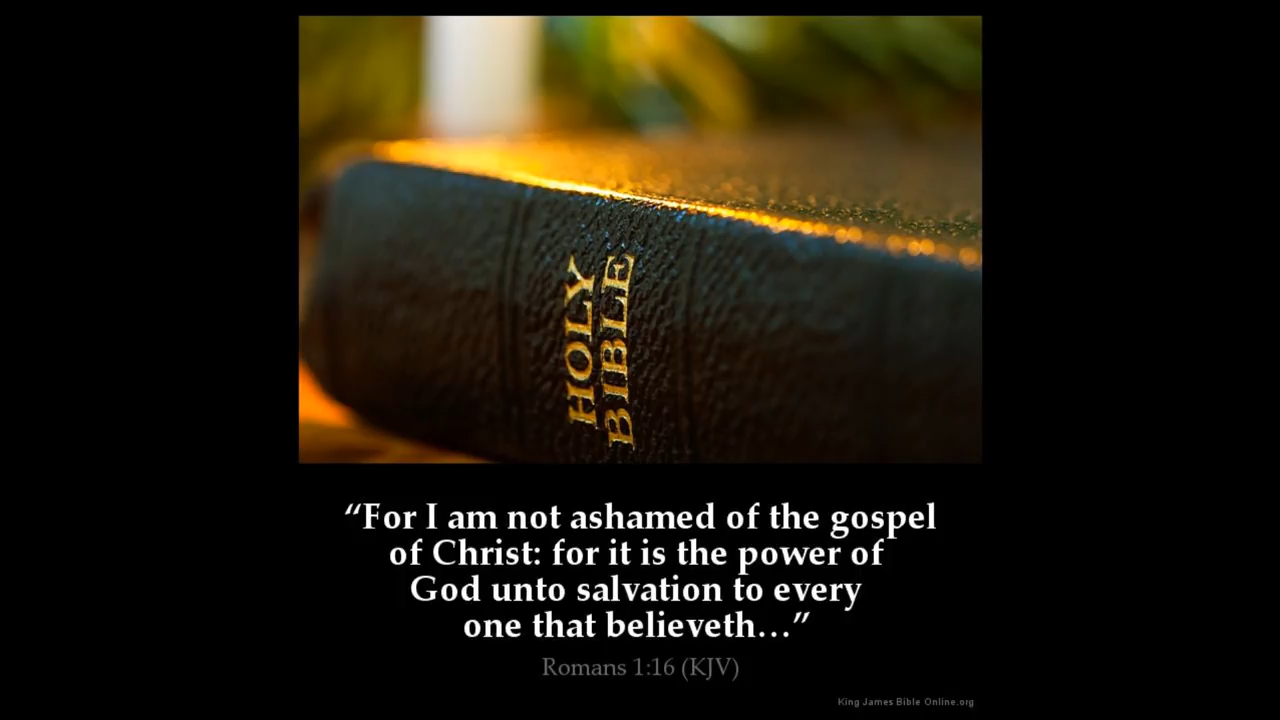 HOLY
BIBLE
“For I am not ashamed of the gospel
of Christ: for it is the power of
God unto salvation to every
one that believeth…”
Romans 1:16 (KJV)
King James Bible Online.org